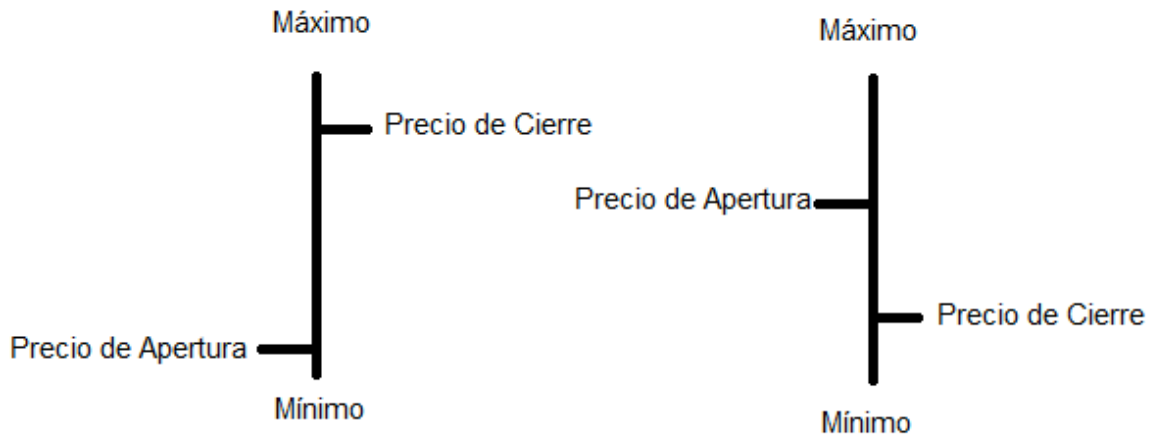 Máximo
Precio de Cierre
Precio de Apertura
Mínimo
Máximo
Precio de Apertura
Precio de Cierre
Mínimo